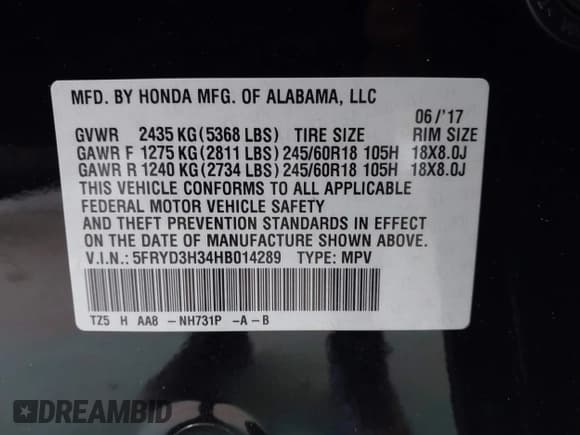 MFD. BY HONDA MFG. OF ALABAMA, LLC
06/'17
GVWR 2435 KG (5368 LBS) TIRE SIZE RIM SIZE
GAWR F 1275 KG (2811 LBS) 245/60R18 105H 18X8.0J
GAWR R 1240 KG (2734 LBS) 245/60R18 105H 18X8.0J
THIS VEHICLE CONFORMS TO ALL APPLICABLE
FEDERAL MOTOR VEHICLE SAFETY
AND THEFT PREVENTION STANDARDS IN EFFECT
ON THE DATE OF MANUFACTURE SHOWN ABOVE.
V.I.N.: 5FRYD3H34HB014289 TYPE: MPV
TZ5 H AA8 -NH731P -A-B
DREAMBID